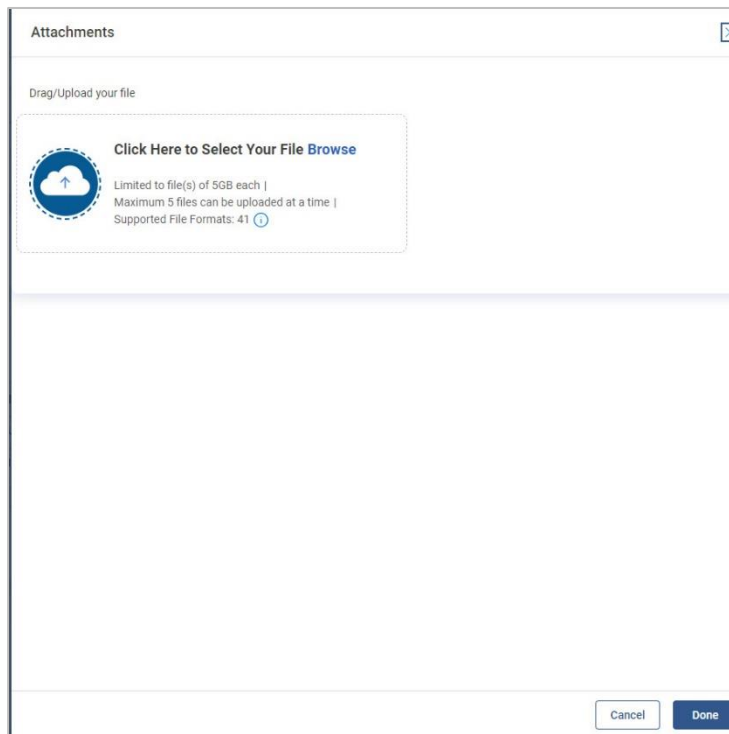 Attachments
Drag/Upload your file
Click Here to Select Your File Browse
Limited to file(s) of 5GB each |
Maximum 5 files can be uploaded at a time |
Supported File Formats: 41
Cancel Done